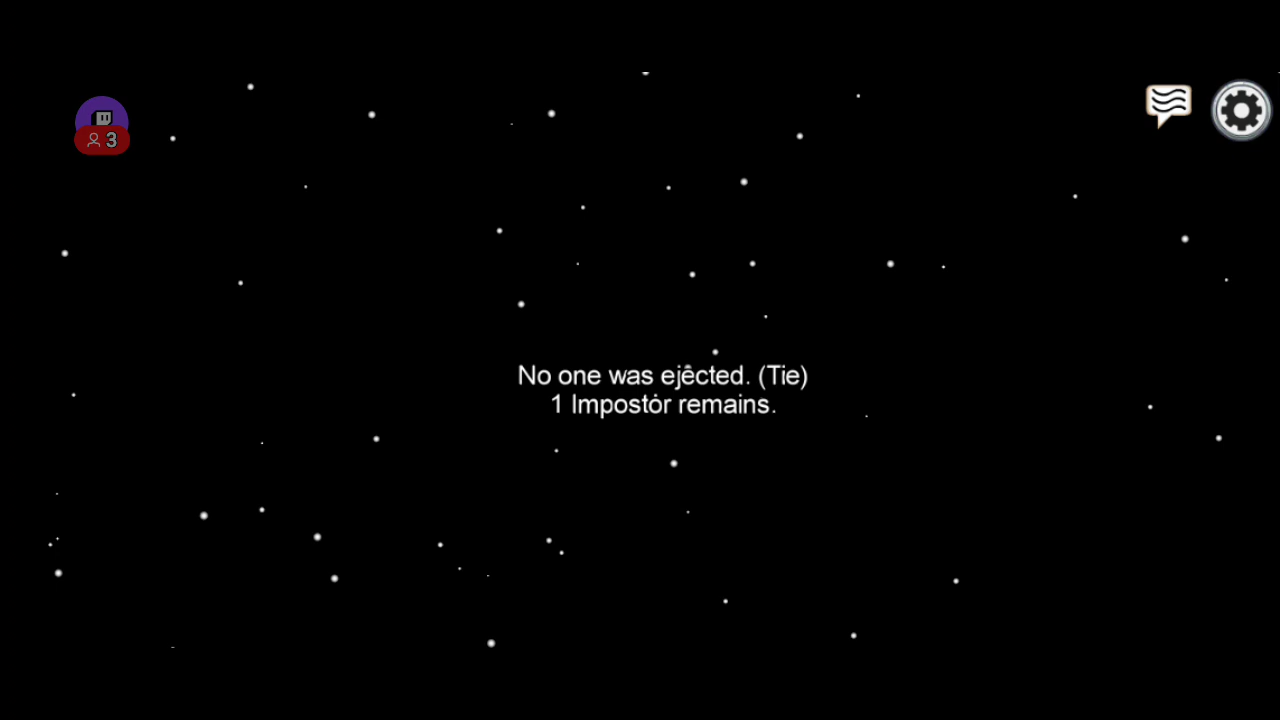 3
No one was ejected. (Tie)
1 Impostor remains.